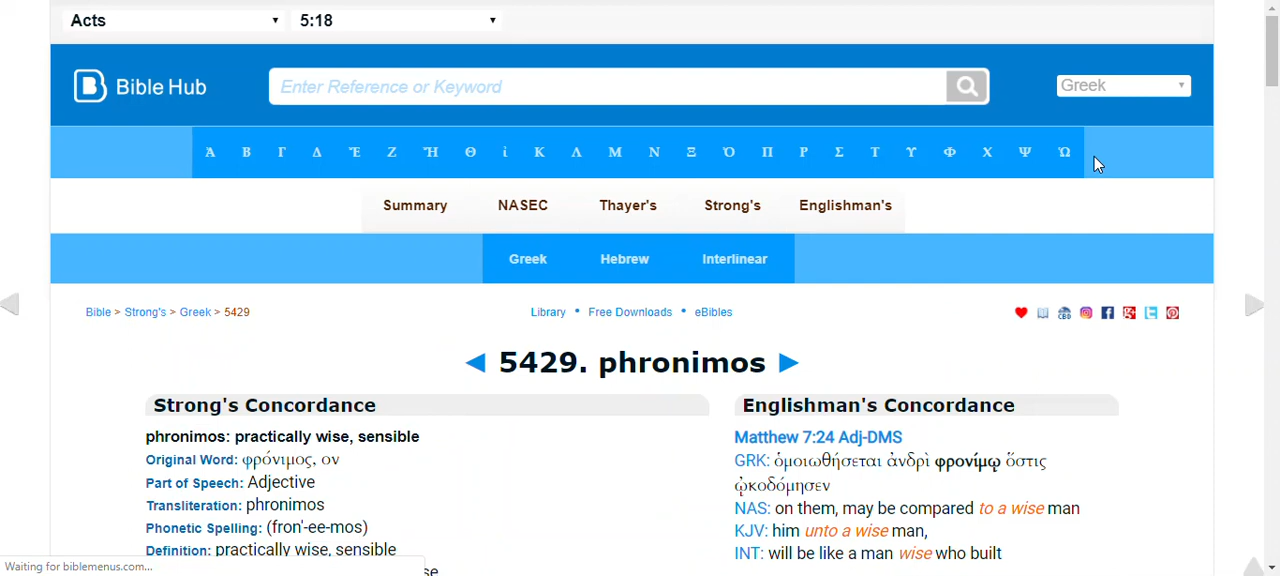 Acts 5:18
Bible Hub Enter Reference or Keyword Greek
Ἀ Β Γ Δ Ἐ Ζ Ἡ Θ ἰ Κ Λ Μ Ν Ξ Ὀ Π Ρ Σ Τ Υ Φ Χ Ψ Ὠ
Summary NASEC Thayer's Strong's Englishman's
Greek Hebrew Interlinear
Bible > Strong's > Greek > 5429 Library • Free Downloads • eBibles
5429. phronimos
Strong's Concordance
phronimos: practically wise, sensible
Original Word: φρόνιμος, ον
Part of Speech: Adjective
Transliteration: phronimos
Phonetic Spelling: (fron'-ee-mos)
Definition: practically wise, sensible
Englishman's Concordance
Matthew 7:24 Adj-DMS
GRK: ὁμοιωθήσεται ἀνδρὶ φρονίμῳ ὅστις
ᾠκοδόμησεν
NAS: on them, may be compared to a wise man
KJV: him unto a wise man,
INT: will be like a man wise who built
Waiting for biblemenus.com...